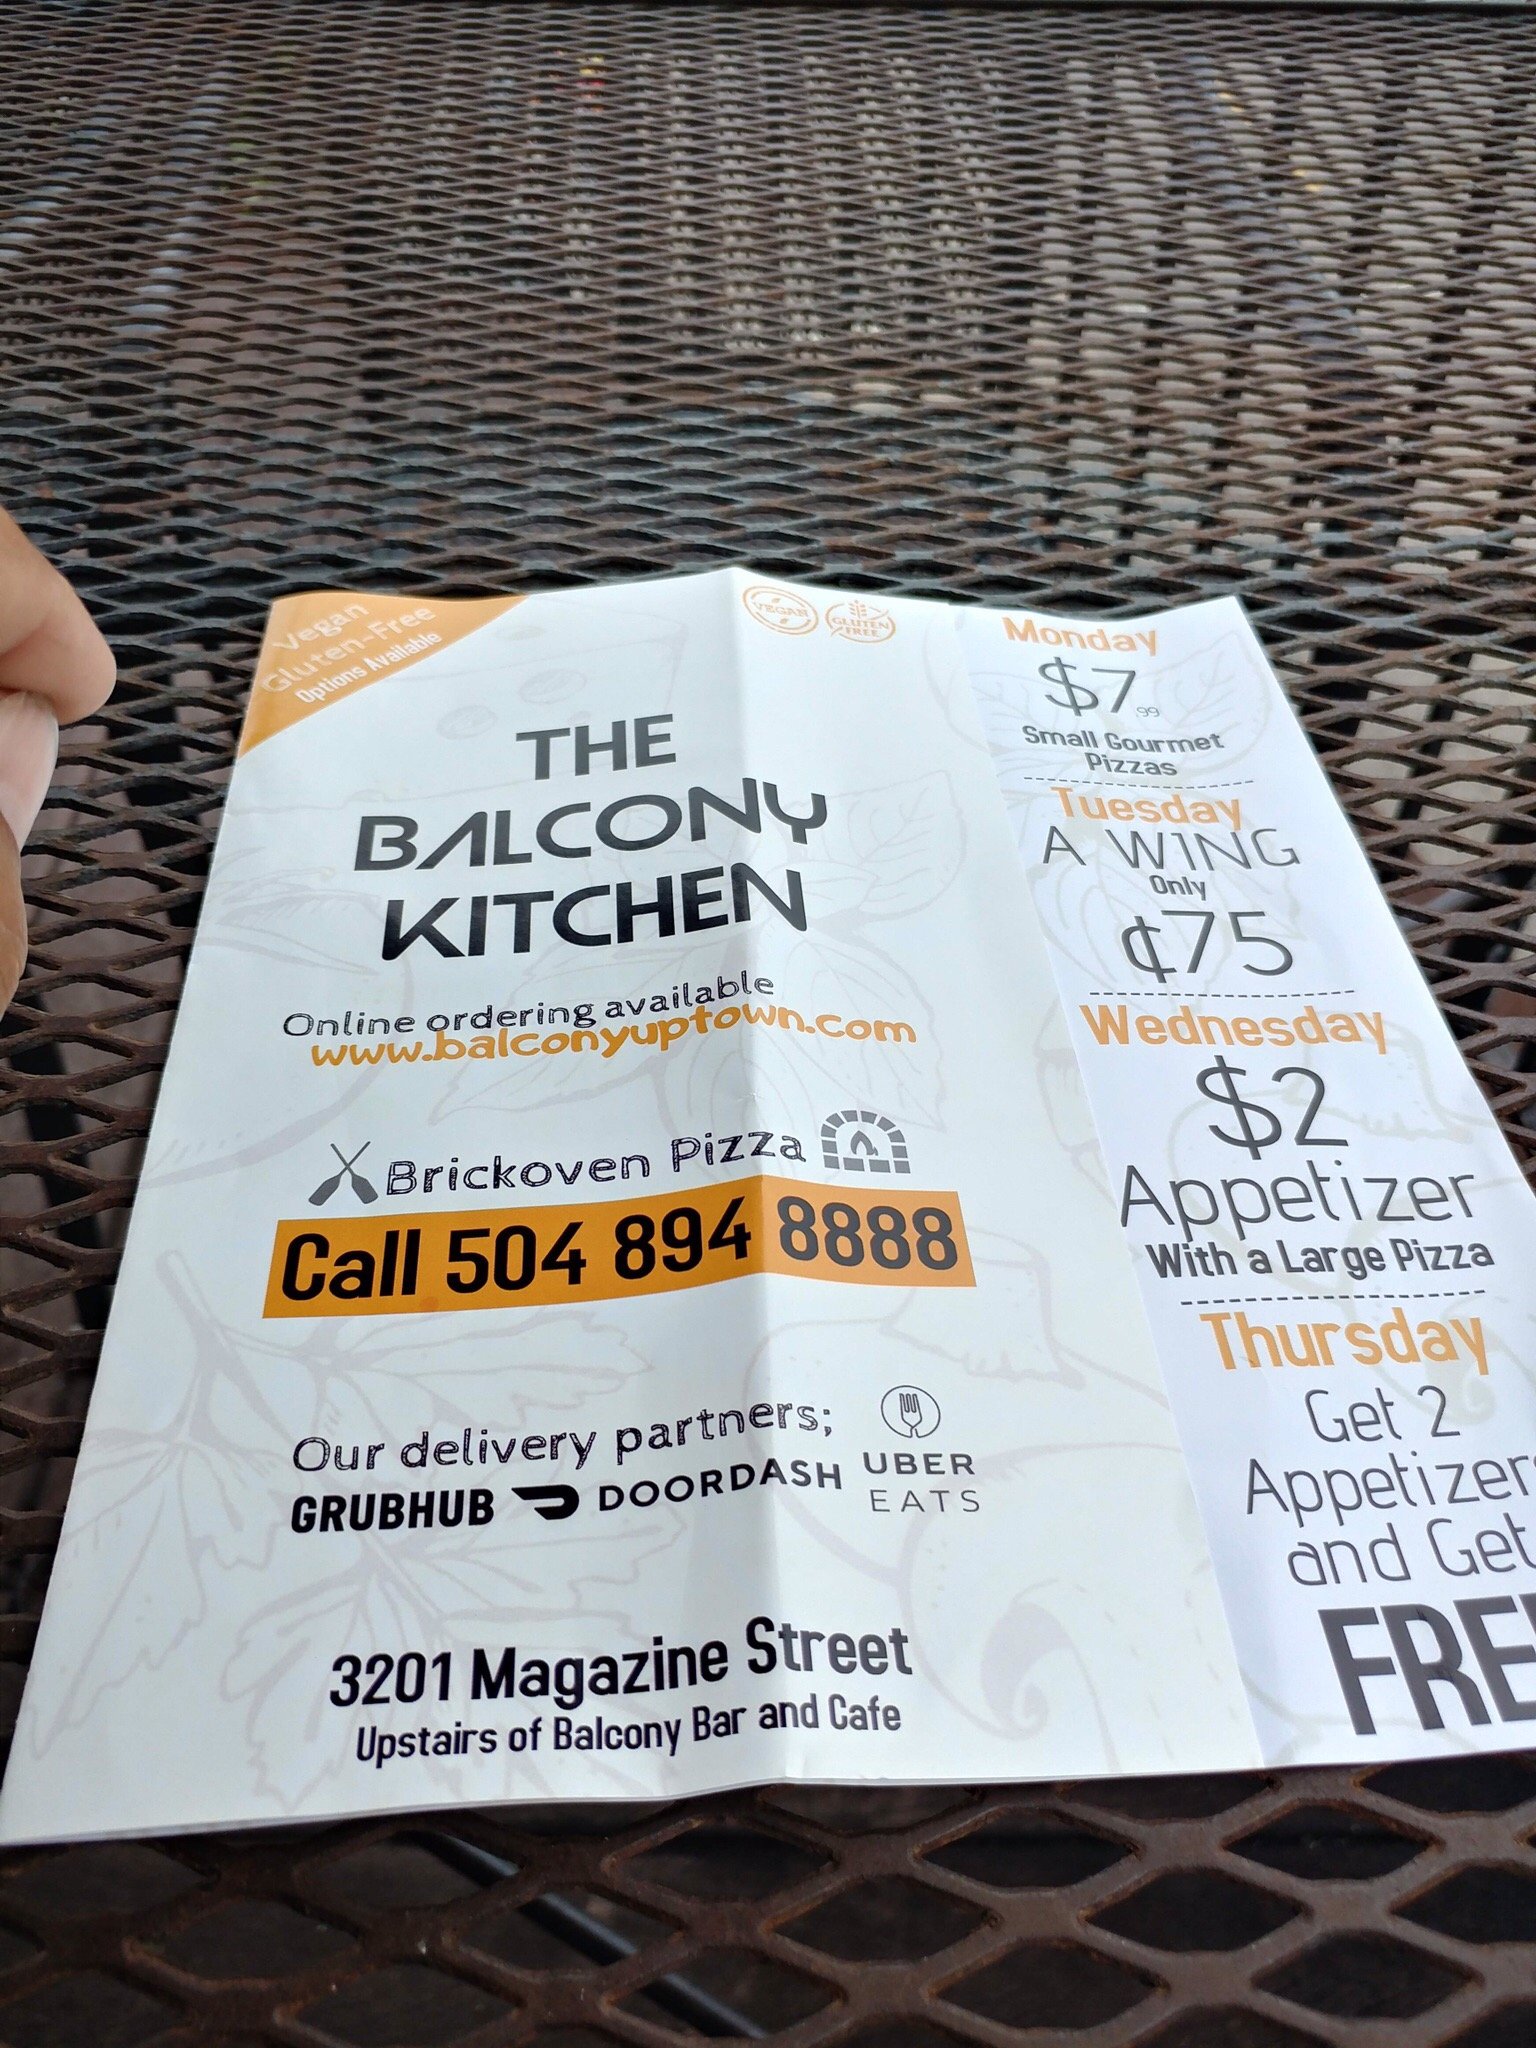 Vegan
Gluten-Free
Options Available
VEGAN
GLUTEN
FREE
THE
BALCONY
KITCHEN
Online ordering available
www.balconyuptown.com
Brickoven Pizza
Call 504 894 8888
Our delivery partners;
GRUBHUB DOORDASH UBER
EATS
3201 Magazine Street
Upstairs of Balcony Bar and Cafe
Monday
$7.99
Small Gourmet
Pizzas
Tuesday
A WING
Only
¢75
Wednesday
$2
Appetizer
With a Large Pizza
Thursday
Get 2
Appetizers
and Get
FRE